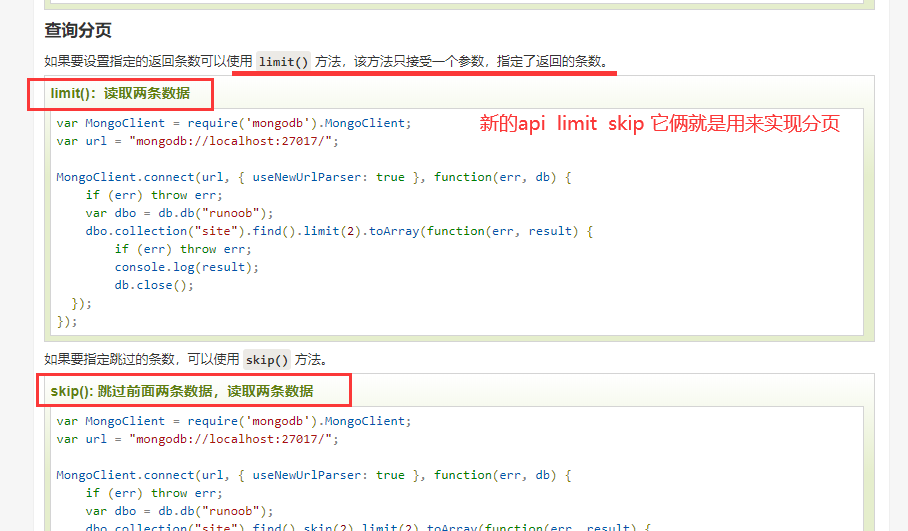 查询分页
如果要设置指定的返回条数可以使用 limit() 方法，该方法只接受一个参数，指定了返回的条数。
limit()：读取两条数据
新的api limit skip 它俩就是用来实现分页
var MongoClient = require('mongodb').MongoClient;
var url = "mongodb://localhost:27017/";
MongoClient.connect(url, { useNewUrlParser: true }, function(err, db) {
    if (err) throw err;
    var dbo = db.db("runoob");
    dbo.collection("site").find().limit(2).toArray(function(err, result) {
        if (err) throw err;
        console.log(result);
        db.close();
  });
});
如果要指定跳过的条数，可以使用 skip() 方法。
skip(): 跳过前面两条数据，读取两条数据
var MongoClient = require('mongodb').MongoClient;
var url = "mongodb://localhost:27017/";
MongoClient.connect(url, { useNewUrlParser: true }, function(err, db) {
    if (err) throw err;
    var dbo = db.db("runoob");
    dbo.collection("site").find().skip(2).limit(2).toArray(function(err, result) {